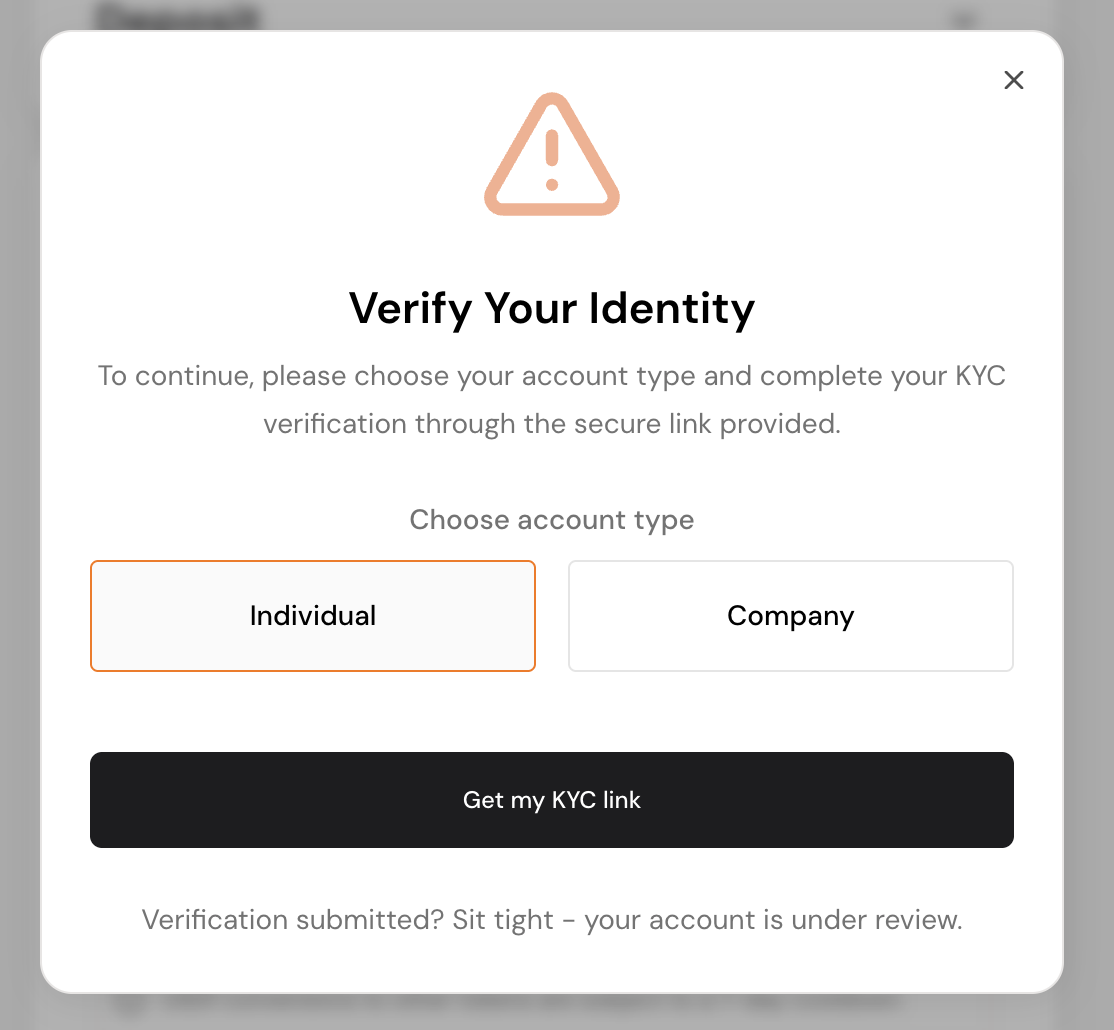 Deposit
Verify Your Identity
To continue, please choose your account type and complete your KYC
verification through the secure link provided.
Choose account type
Individual
Company
Get my KYC link
Verification submitted? Sit tight – your account is under review.